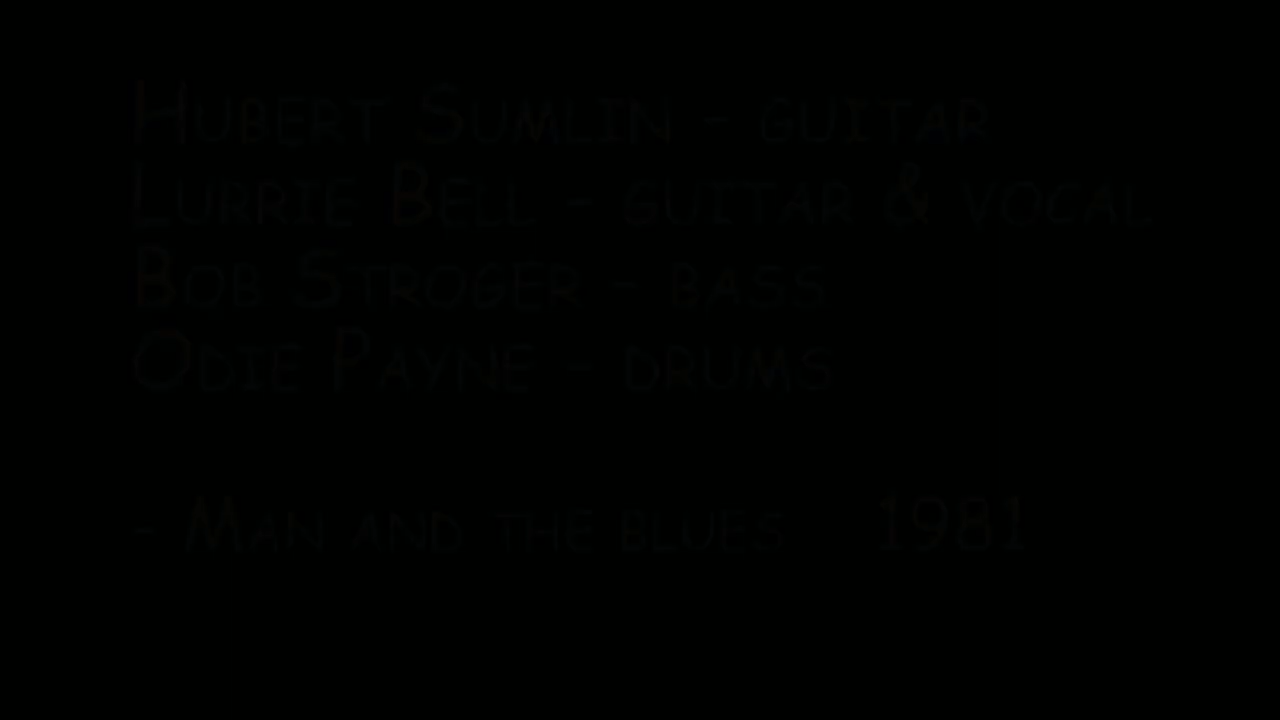 Hubert Sumlin - guitar
Lurrie Bell - guitar & vocal
Bob Stroger - bass
Odie Payne - drums
- Man and the blues 1981